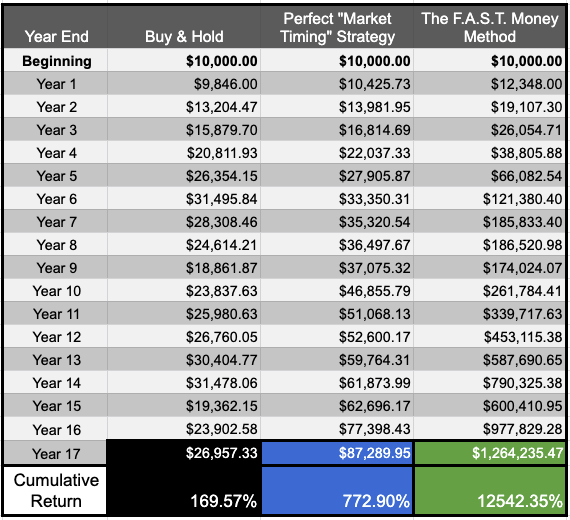 Year End Buy & Hold Perfect "Market Timing" Strategy The F.A.S.T. Money Method
Beginning $10,000.00 $10,000.00 $10,000.00
Year 1 $9,846.00 $10,425.73 $12,348.00
Year 2 $13,204.47 $13,981.95 $19,107.30
Year 3 $15,879.70 $16,814.69 $26,054.71
Year 4 $20,811.93 $22,037.33 $38,805.88
Year 5 $26,354.15 $27,905.87 $66,082.54
Year 6 $31,495.84 $33,350.31 $121,380.40
Year 7 $28,308.46 $35,320.54 $185,833.40
Year 8 $24,614.21 $36,497.67 $186,520.98
Year 9 $18,861.87 $37,075.32 $174,024.07
Year 10 $23,837.63 $46,855.79 $261,784.41
Year 11 $25,980.63 $51,068.13 $339,717.63
Year 12 $26,760.05 $52,600.17 $453,115.38
Year 13 $30,404.77 $59,764.31 $587,690.65
Year 14 $31,478.06 $61,873.99 $790,325.38
Year 15 $19,362.15 $62,696.17 $600,410.95
Year 16 $23,902.58 $77,398.43 $977,829.28
Year 17 $26,957.33 $87,289.95 $1,264,235.47
Cumulative Return 169.57% 772.90% 12542.35%